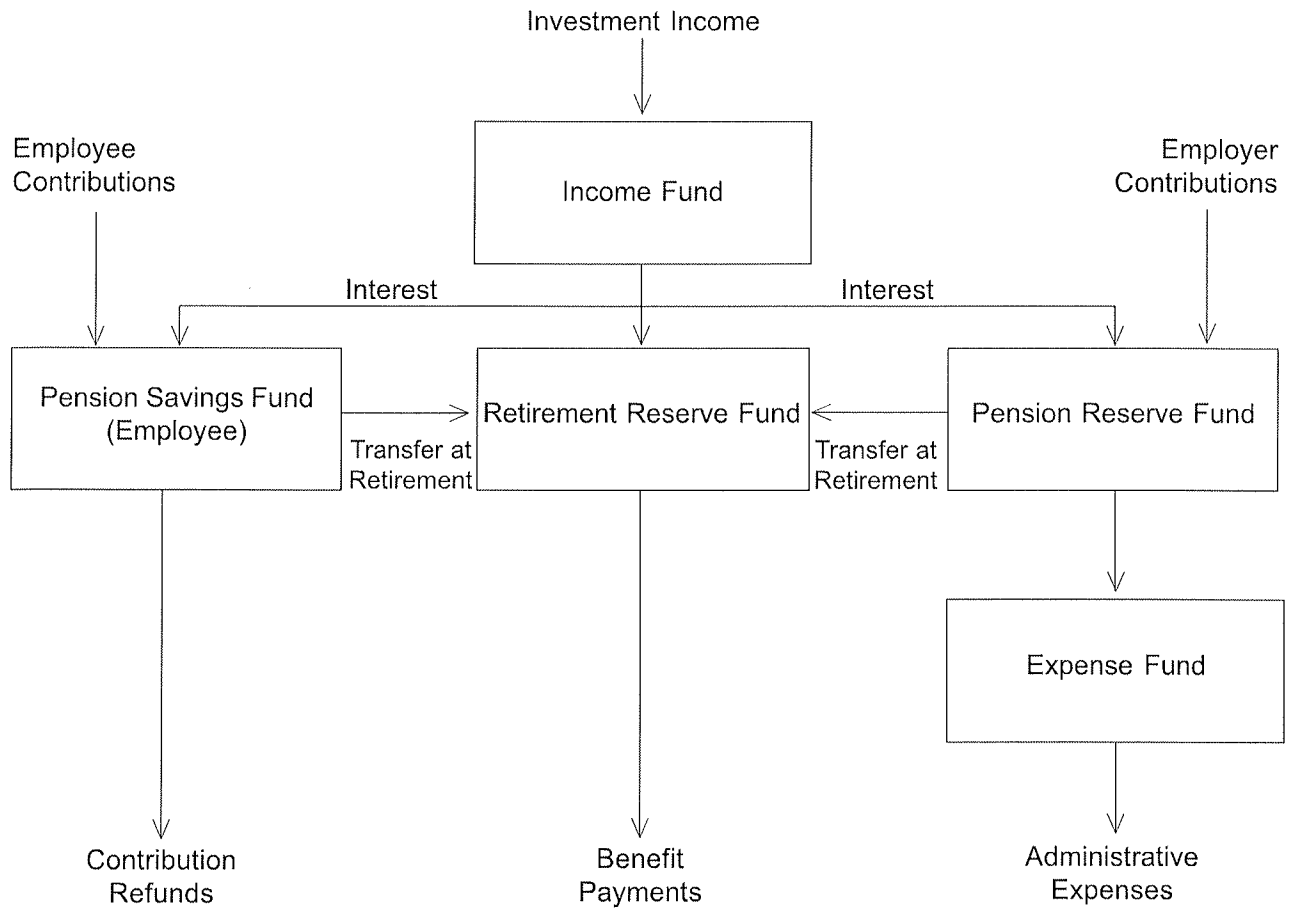 Investment Income
Employee
Contributions
Income Fund
Employer
Contributions
Interest
Interest
Pension Savings Fund
(Employee)
Transfer at
Retirement
Retirement Reserve Fund
Transfer at
Retirement
Pension Reserve Fund
Expense Fund
Contribution
Refunds
Benefit
Payments
Administrative
Expenses